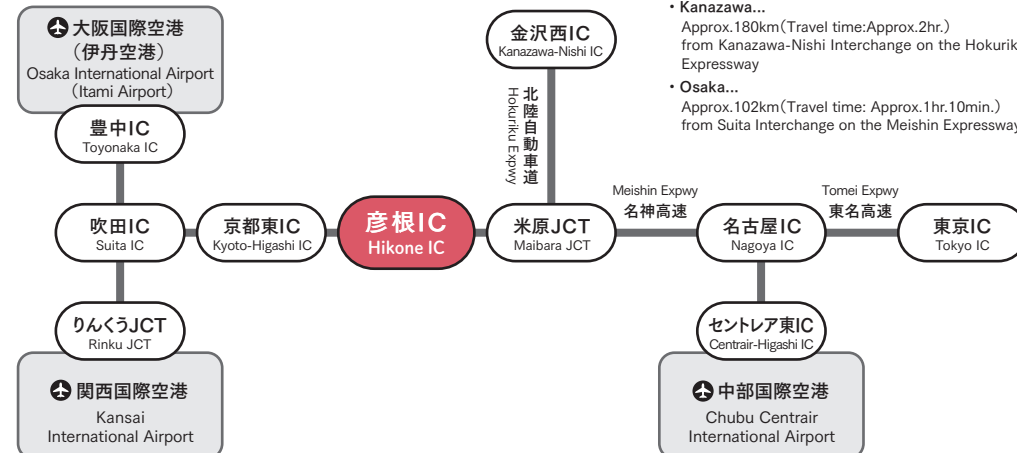 大阪国際空港
（伊丹空港）
Osaka International Airport
（Itami Airport）
豊中IC
Toyonaka IC
吹田IC
Suita IC
りんくうJCT
Rinku JCT
関西国際空港
Kansai
International Airport
京都東IC
Kyoto-Higashi IC
彦根IC
Hikone IC
金沢西IC
Kanazawa-Nishi IC
北陸自動車道
Hokuriku Expwy
米原JCT
Maibara JCT
Meishin Expwy
名神高速
名古屋IC
Nagoya IC
Tomei Expwy
東名高速
東京IC
Tokyo IC
セントレア東IC
Centrair-Higashi IC
中部国際空港
Chubu Centrair
International Airport
・Kanazawa...
Approx.180km（Travel time:Approx.2hr.）
from Kanazawa-Nishi Interchange on the Hokurik
Expressway
・Osaka...
Approx.102km（Travel time: Approx.1hr.10min.）
from Suita Interchange on the Meishin Expressway